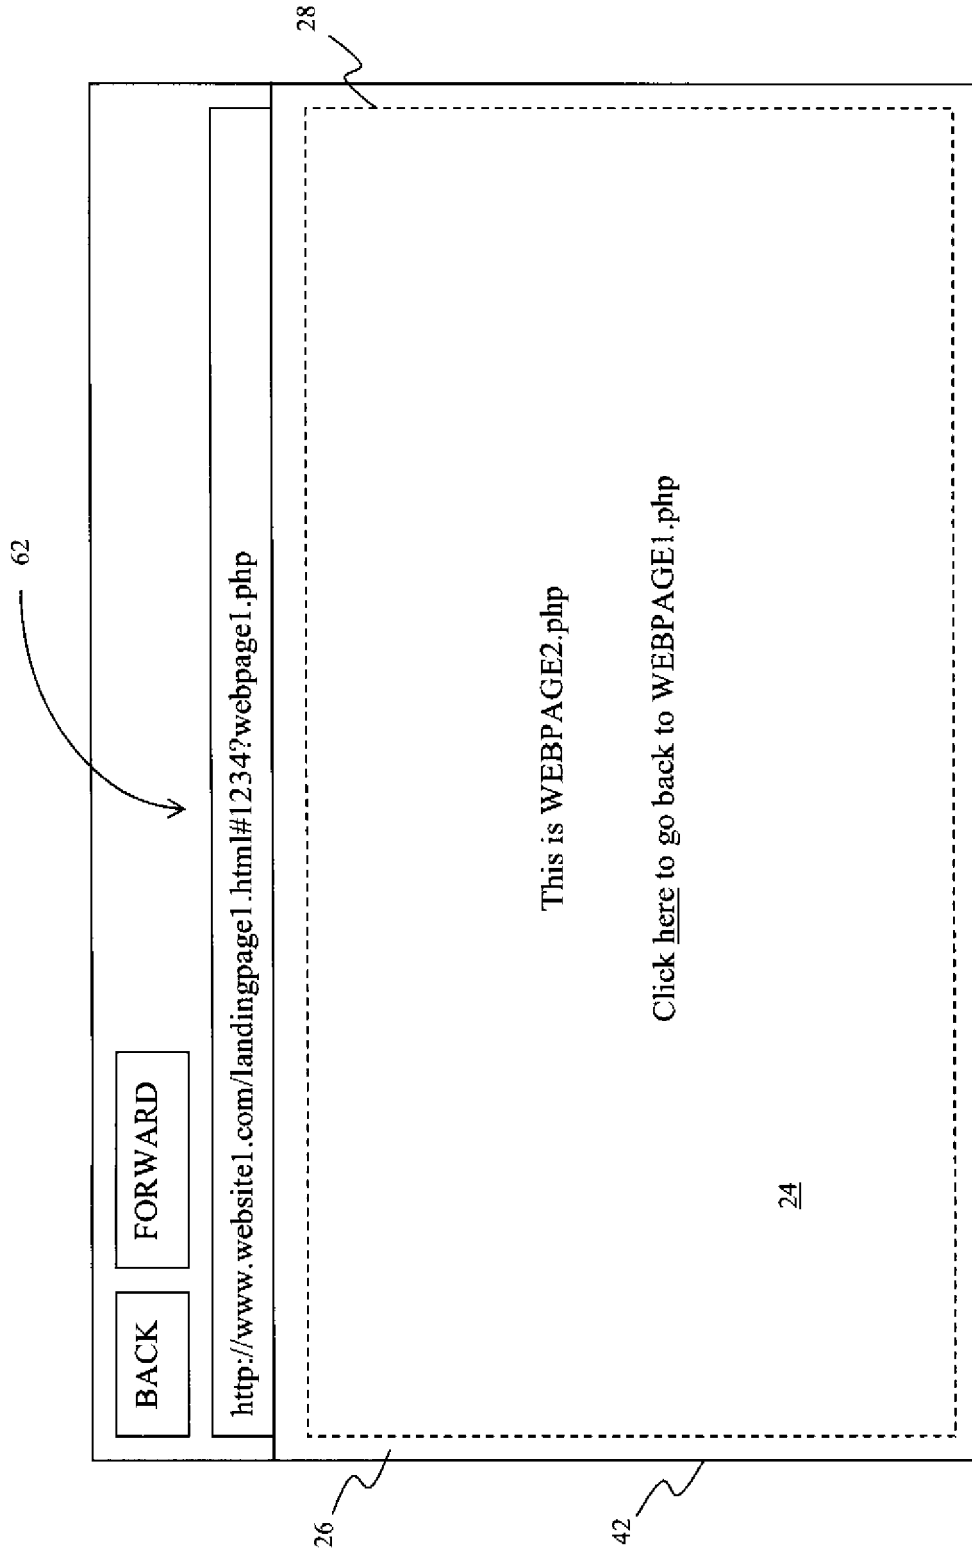 62
BACK FORWARD
http://www.website1.com/landingpage1.html#1234?webpage1.php
28
26
This is WEBPAGE2.php
Click here to go back to WEBPAGE1.php
24
42